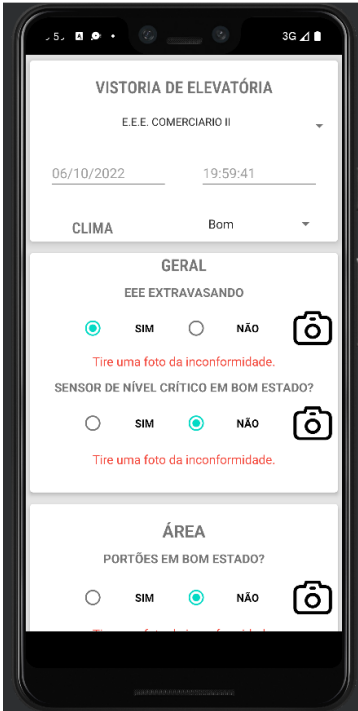 3G
VISTORIA DE ELEVATÓRIA
E.E.E. COMERCIARIO II
06/10/2022 19:59:41
CLIMA Bom
GERAL
EEE EXTRAVASANDO
SIM NÃO
Tire uma foto da inconformidade.
SENSOR DE NÍVEL CRÍTICO EM BOM ESTADO?
SIM NÃO
Tire uma foto da inconformidade.
ÁREA
PORTÕES EM BOM ESTADO?
SIM NÃO